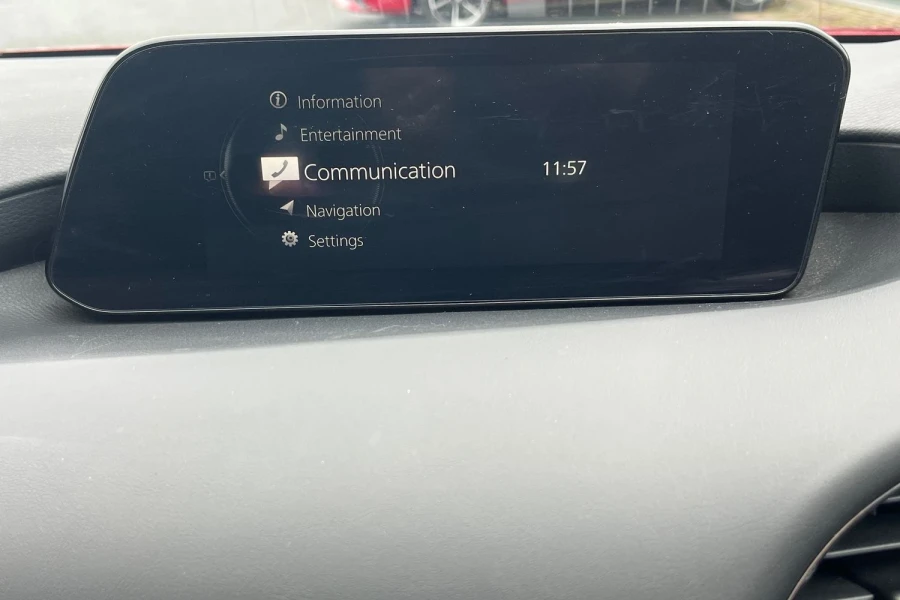 Information
Entertainment
Communication 11:57
Navigation
Settings